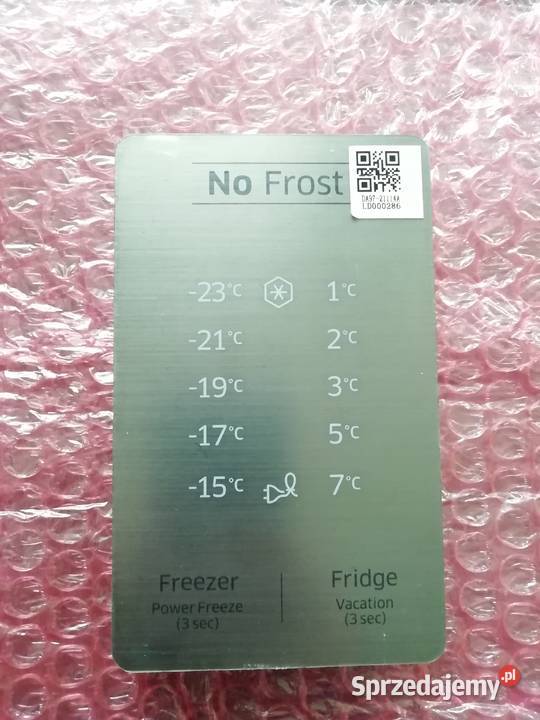 No Frost
DA97-21114A
LD000286
-23°C 1°C
-21°C 2°C
-19°C 3°C
-17°C 5°C
-15°C 7°C
Freezer Fridge
Power Freeze Vacation
(3 sec) (3 sec)
Sprzedajemy.pl